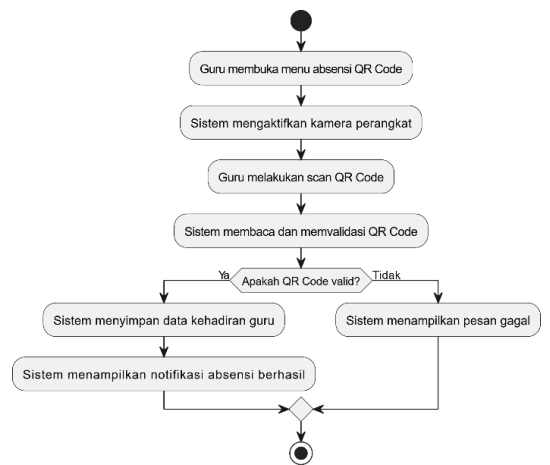 Guru membuka menu absensi QR Code
Sistem mengaktifkan kamera perangkat
Guru melakukan scan QR Code
Sistem membaca dan memvalidasi QR Code
Ya
Apakah QR Code valid?
Tidak
Sistem menyimpan data kehadiran guru
Sistem menampilkan pesan gagal
Sistem menampilkan notifikasi absensi berhasil